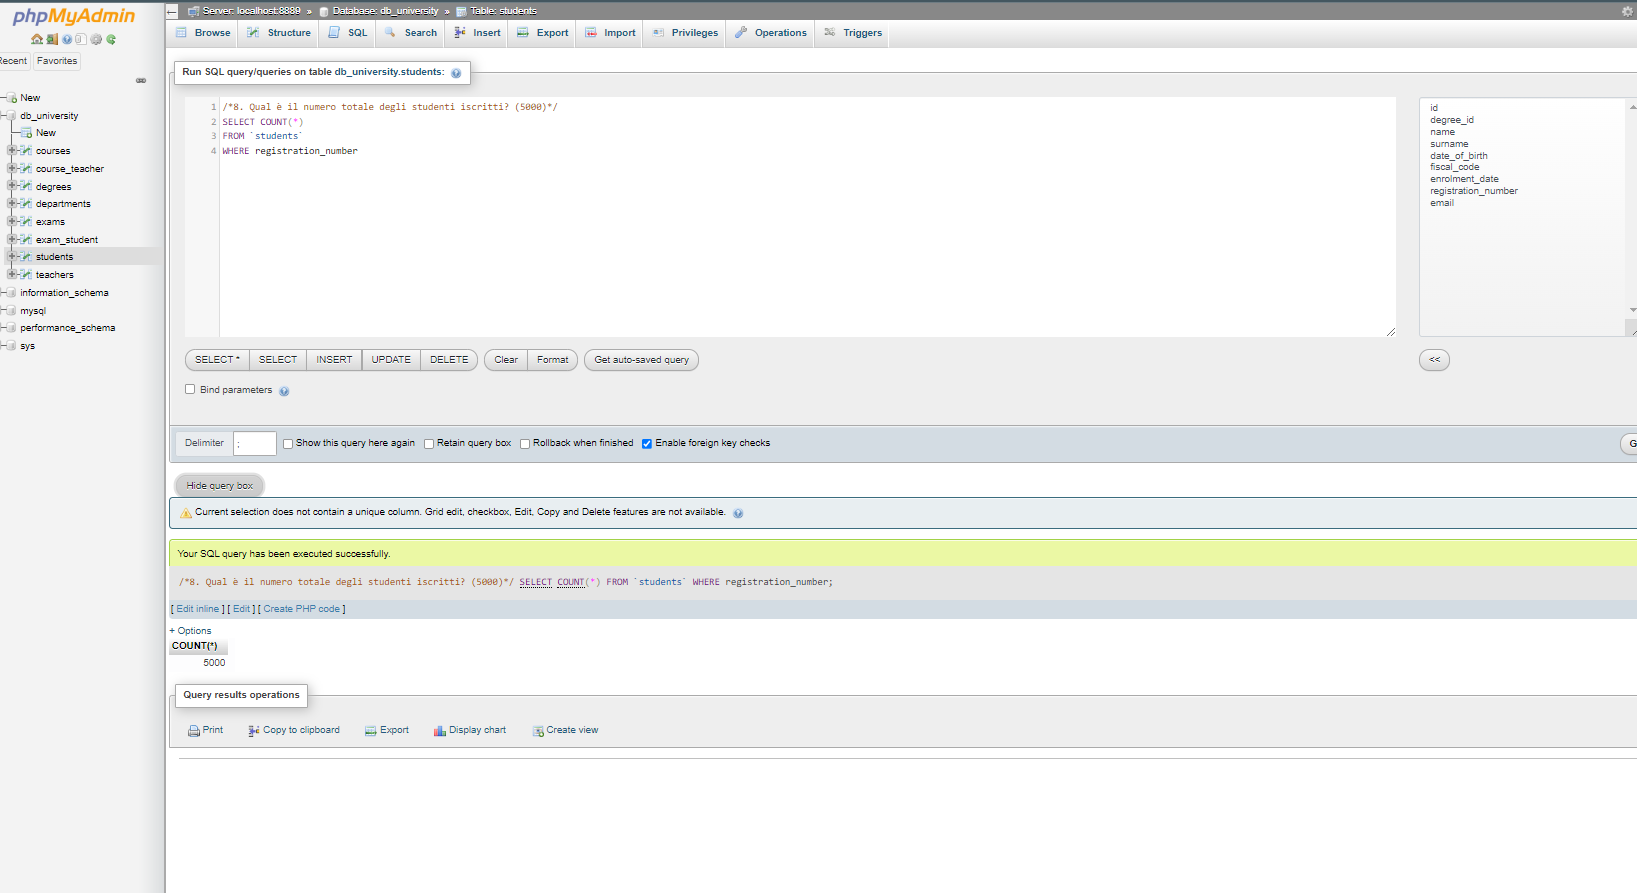 phpMyAdmin
Recent Favorites
New
db_university
New
courses
course_teacher
degrees
departments
exams
exam_student
students
teachers
information_schema
mysql
performance_schema
sys
Server: localhost:8889 » Database: db_university » Table: students
Browse Structure SQL Search Insert Export Import Privileges Operations Triggers
Run SQL query/queries on table db_university.students:
1 /*8. Qual è il numero totale degli studenti iscritti? (5000)*/
2 SELECT COUNT(*)
3 FROM `students`
4 WHERE registration_number
id
degree_id
name
surname
date_of_birth
fiscal_code
enrolment_date
registration_number
email
SELECT * SELECT INSERT UPDATE DELETE Clear Format Get auto-saved query <<
Bind parameters
Delimiter ; Show this query here again Retain query box Rollback when finished Enable foreign key checks
Hide query box
Current selection does not contain a unique column. Grid edit, checkbox, Edit, Copy and Delete features are not available.
Your SQL query has been executed successfully.
/*8. Qual è il numero totale degli studenti iscritti? (5000)*/ SELECT COUNT(*) FROM `students` WHERE registration_number;
[ Edit inline ] [ Edit ] [ Create PHP code ]
+ Options
COUNT(*)
5000
Query results operations
Print Copy to clipboard Export Display chart Create view